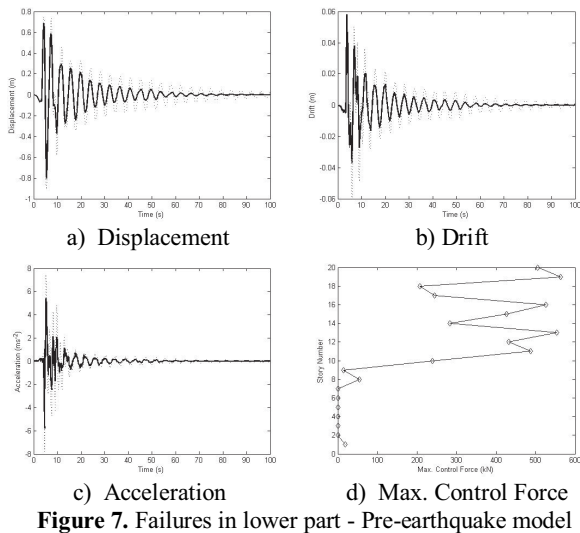 0.8
0.6
0.4
0.2
0
-0.2
-0.4
-0.6
-0.8
-1
Displacement (m)
0 10 20 30 40 50 60 70 80 90 100
Time (s)
a) Displacement
0.06
0.04
0.02
0
-0.02
-0.04
-0.06
Drift (m)
0 10 20 30 40 50 60 70 80 90 100
Time (s)
b) Drift
8
6
4
2
0
-2
-4
-6
-8
Acceleration (ms⁻²)
0 10 20 30 40 50 60 70 80 90 100
Time (s)
c) Acceleration
20
18
16
14
12
10
8
6
4
2
0
Story Number
0 100 200 300 400 500 600
Max. Control Force (kN)
d) Max. Control Force
Figure 7. Failures in lower part - Pre-earthquake model